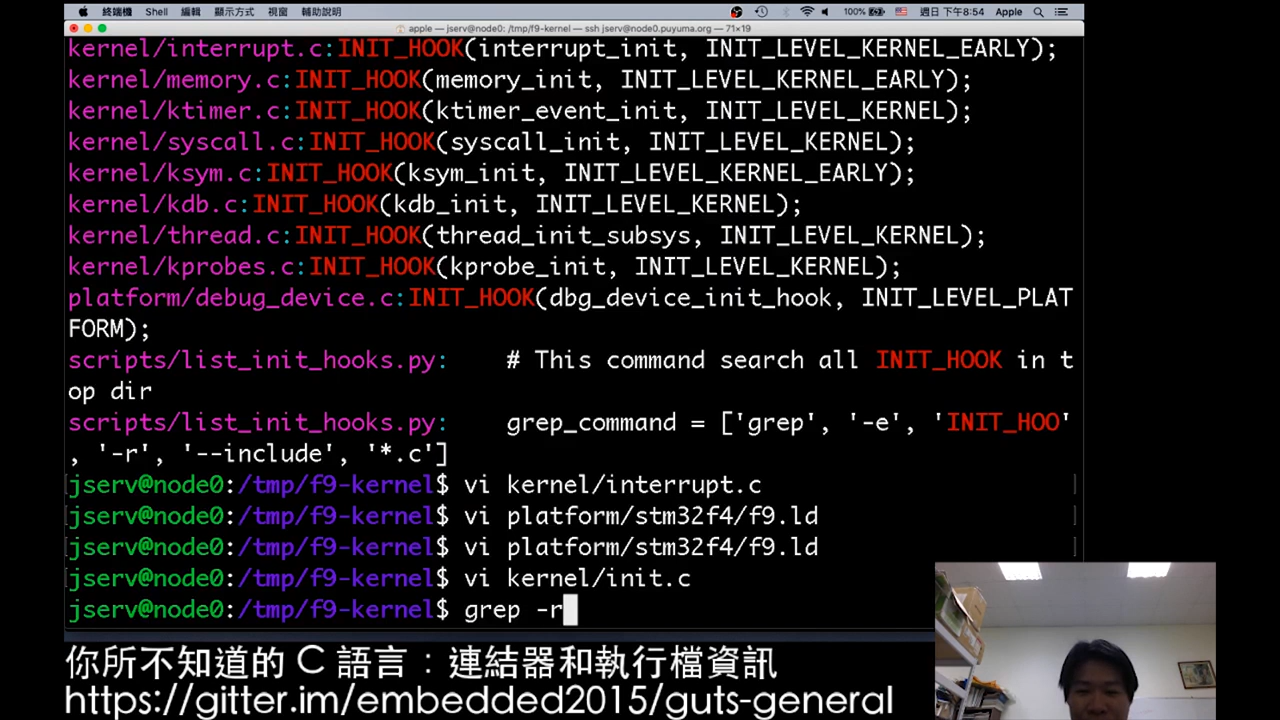 終端機 Shell 編輯 顯示方式 視窗 輔助說明 100% 週日 下午8:54 Apple
apple — jserv@node0: /tmp/f9-kernel — ssh jserv@node0.puyuma.org — 71×19
kernel/interrupt.c:INIT_HOOK(interrupt_init, INIT_LEVEL_KERNEL_EARLY);
kernel/memory.c:INIT_HOOK(memory_init, INIT_LEVEL_KERNEL_EARLY);
kernel/ktimer.c:INIT_HOOK(ktimer_event_init, INIT_LEVEL_KERNEL);
kernel/syscall.c:INIT_HOOK(syscall_init, INIT_LEVEL_KERNEL);
kernel/ksym.c:INIT_HOOK(ksym_init, INIT_LEVEL_KERNEL_EARLY);
kernel/kdb.c:INIT_HOOK(kdb_init, INIT_LEVEL_KERNEL);
kernel/thread.c:INIT_HOOK(thread_init_subsys, INIT_LEVEL_KERNEL);
kernel/kprobes.c:INIT_HOOK(kprobe_init, INIT_LEVEL_KERNEL);
platform/debug_device.c:INIT_HOOK(dbg_device_init_hook, INIT_LEVEL_PLAT
FORM);
scripts/list_init_hooks.py:    # This command search all INIT_HOOK in t
op dir
scripts/list_init_hooks.py:    grep_command = ['grep', '-e', 'INIT_HOO'
, '-r', '--include', '*.c']
jserv@node0:/tmp/f9-kernel$ vi kernel/interrupt.c
jserv@node0:/tmp/f9-kernel$ vi platform/stm32f4/f9.ld
jserv@node0:/tmp/f9-kernel$ vi platform/stm32f4/f9.ld
jserv@node0:/tmp/f9-kernel$ vi kernel/init.c
jserv@node0:/tmp/f9-kernel$ grep -r
你所不知道的 C 語言：連結器和執行檔資訊
https://gitter.im/embedded2015/guts-general